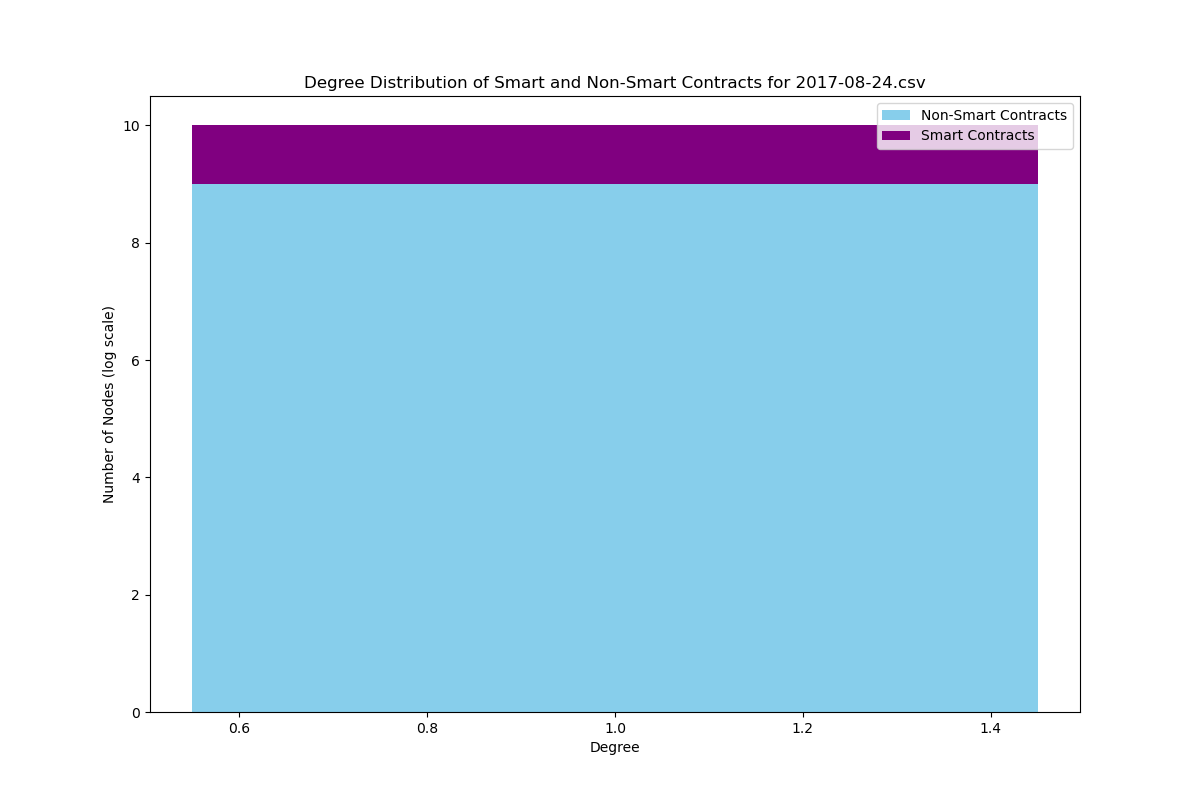 Degree Distribution of Smart and Non-Smart Contracts for 2017-08-24.csv
Non-Smart Contracts
Smart Contracts
10
8
6
4
2
0
Number of Nodes (log scale)
0.6 0.8 1.0 1.2 1.4
Degree